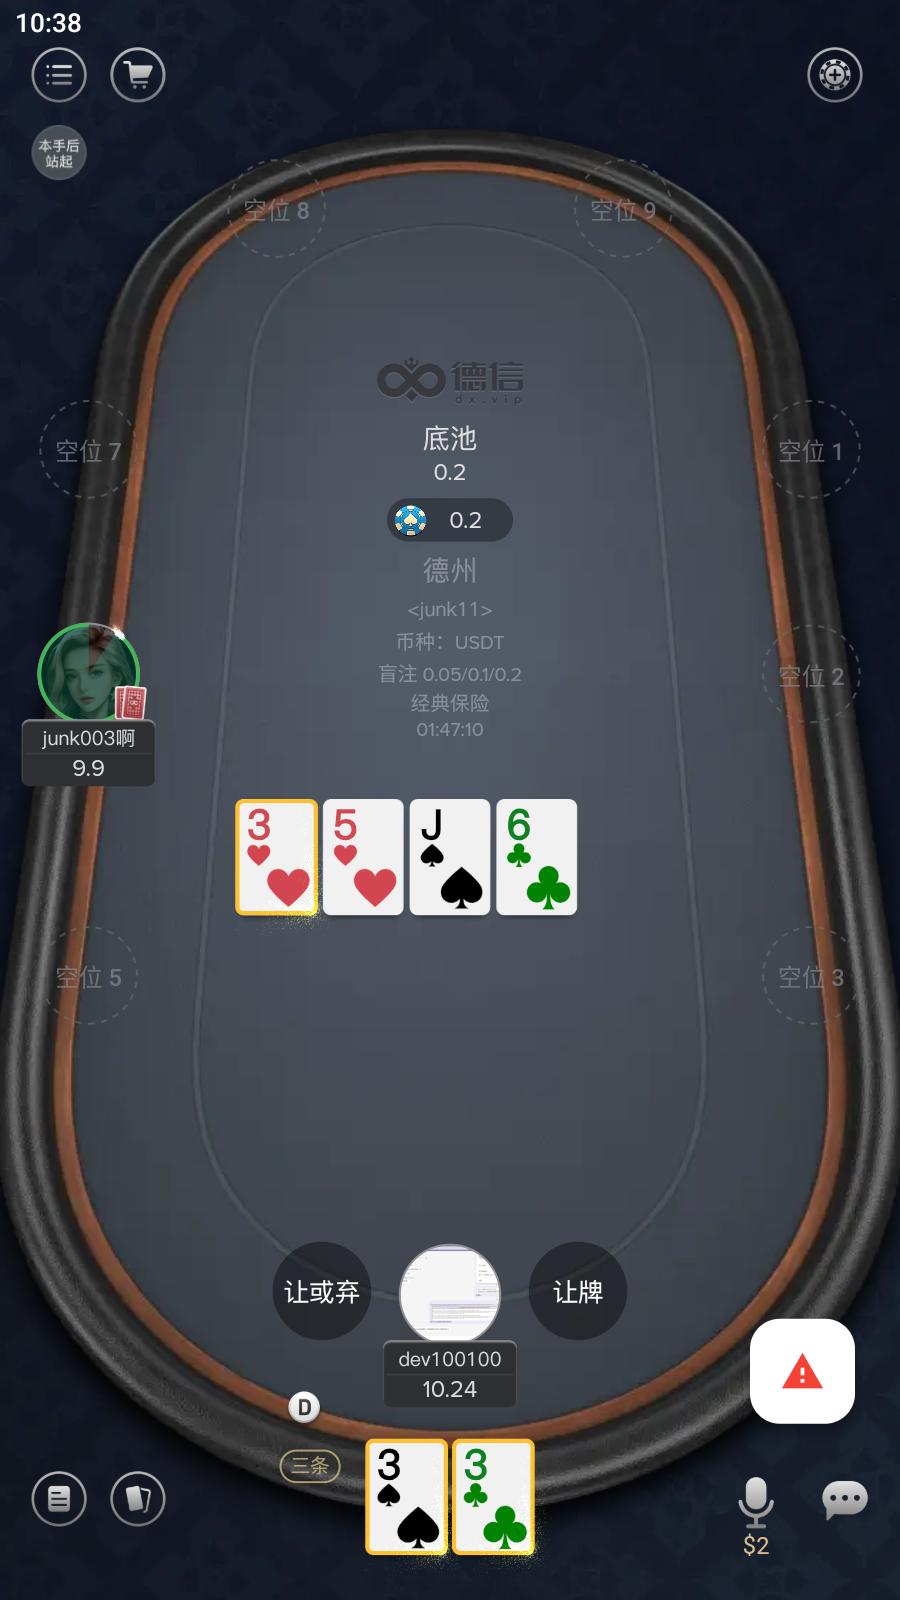 10:38
本手后
站起
空位 8
空位 9
德信
dx.vip
底池
0.2
空位 7
空位 1
0.2
德州
<junk11>
币种：USDT
空位 2
盲注 0.05/0.1/0.2
经典保险
01:47:10
junk003啊
9.9
3
5
J
6
空位 5
空位 3
让或弃
让牌
dev100100
10.24
D
三条
3
3
$2